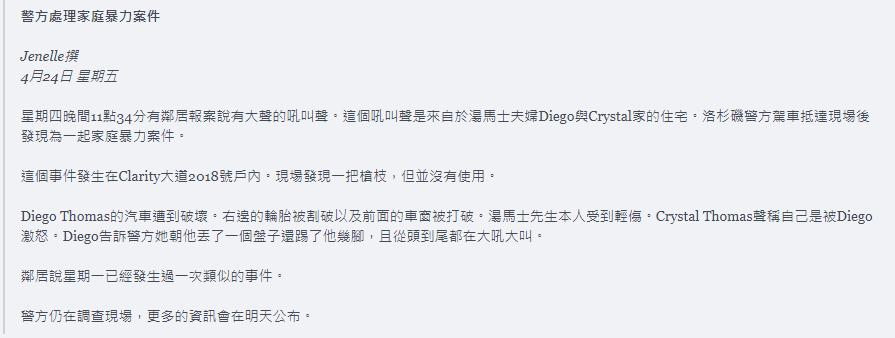 警方處理家庭暴力案件
Jenelle撰
4月24日 星期五
星期四晚間11點34分有鄰居報案說有大聲的吼叫聲。這個吼叫聲是來自於湯馬士夫婦Diego與Crystal家的住宅。洛杉磯警方駕車抵達現場後
發現為一起家庭暴力案件。
這個事件發生在Clarity大道2018號戶內。現場發現一把槍枝，但並沒有使用。
Diego Thomas的汽車遭到破壞。右邊的輪胎被割破以及前面的車窗被打破。湯馬士先生本人受到輕傷。Crystal Thomas聲稱自己是被Diego
激怒。Diego告訴警方她朝他丟了一個盤子還踢了他幾腳，且從頭到尾都在大吼大叫。
鄰居說星期一已經發生過一次類似的事件。
警方仍在調查現場，更多的資訊會在明天公布。